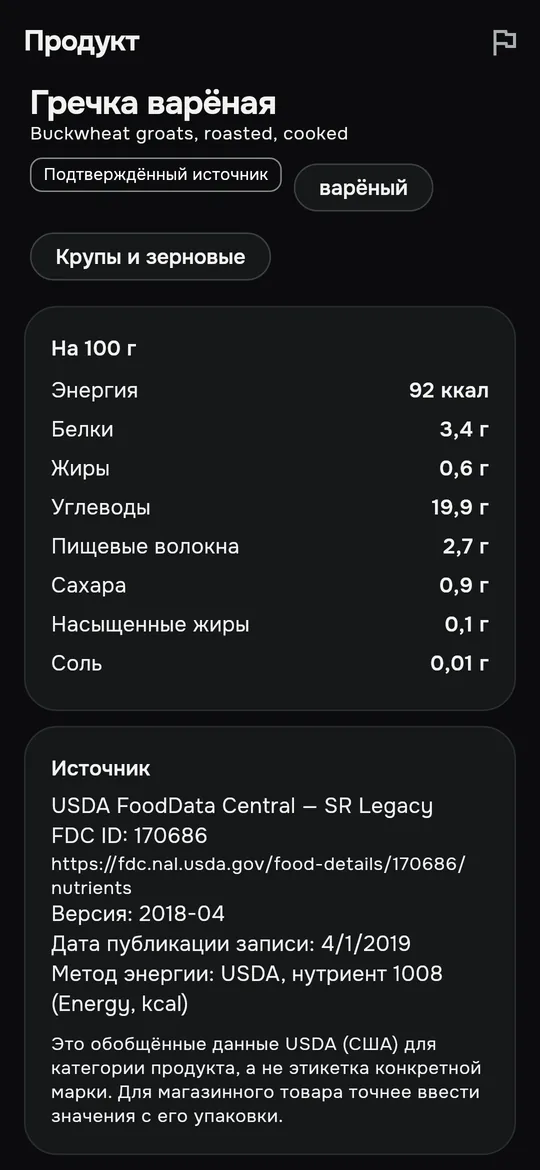 Продукт
Гречка варёная
Buckwheat groats, roasted, cooked
Подтверждённый источник
варёный
Крупы и зерновые
На 100 г
Энергия 92 ккал
Белки 3,4 г
Жиры 0,6 г
Углеводы 19,9 г
Пищевые волокна 2,7 г
Сахара 0,9 г
Насыщенные жиры 0,1 г
Соль 0,01 г
Источник
USDA FoodData Central — SR Legacy
FDC ID: 170686
https://fdc.nal.usda.gov/food-details/170686/
nutrients
Версия: 2018-04
Дата публикации записи: 4/1/2019
Метод энергии: USDA, нутриент 1008
(Energy, kcal)
Это обобщённые данные USDA (США) для
категории продукта, а не этикетка конкретной
марки. Для магазинного товара точнее ввести
значения с его упаковки.